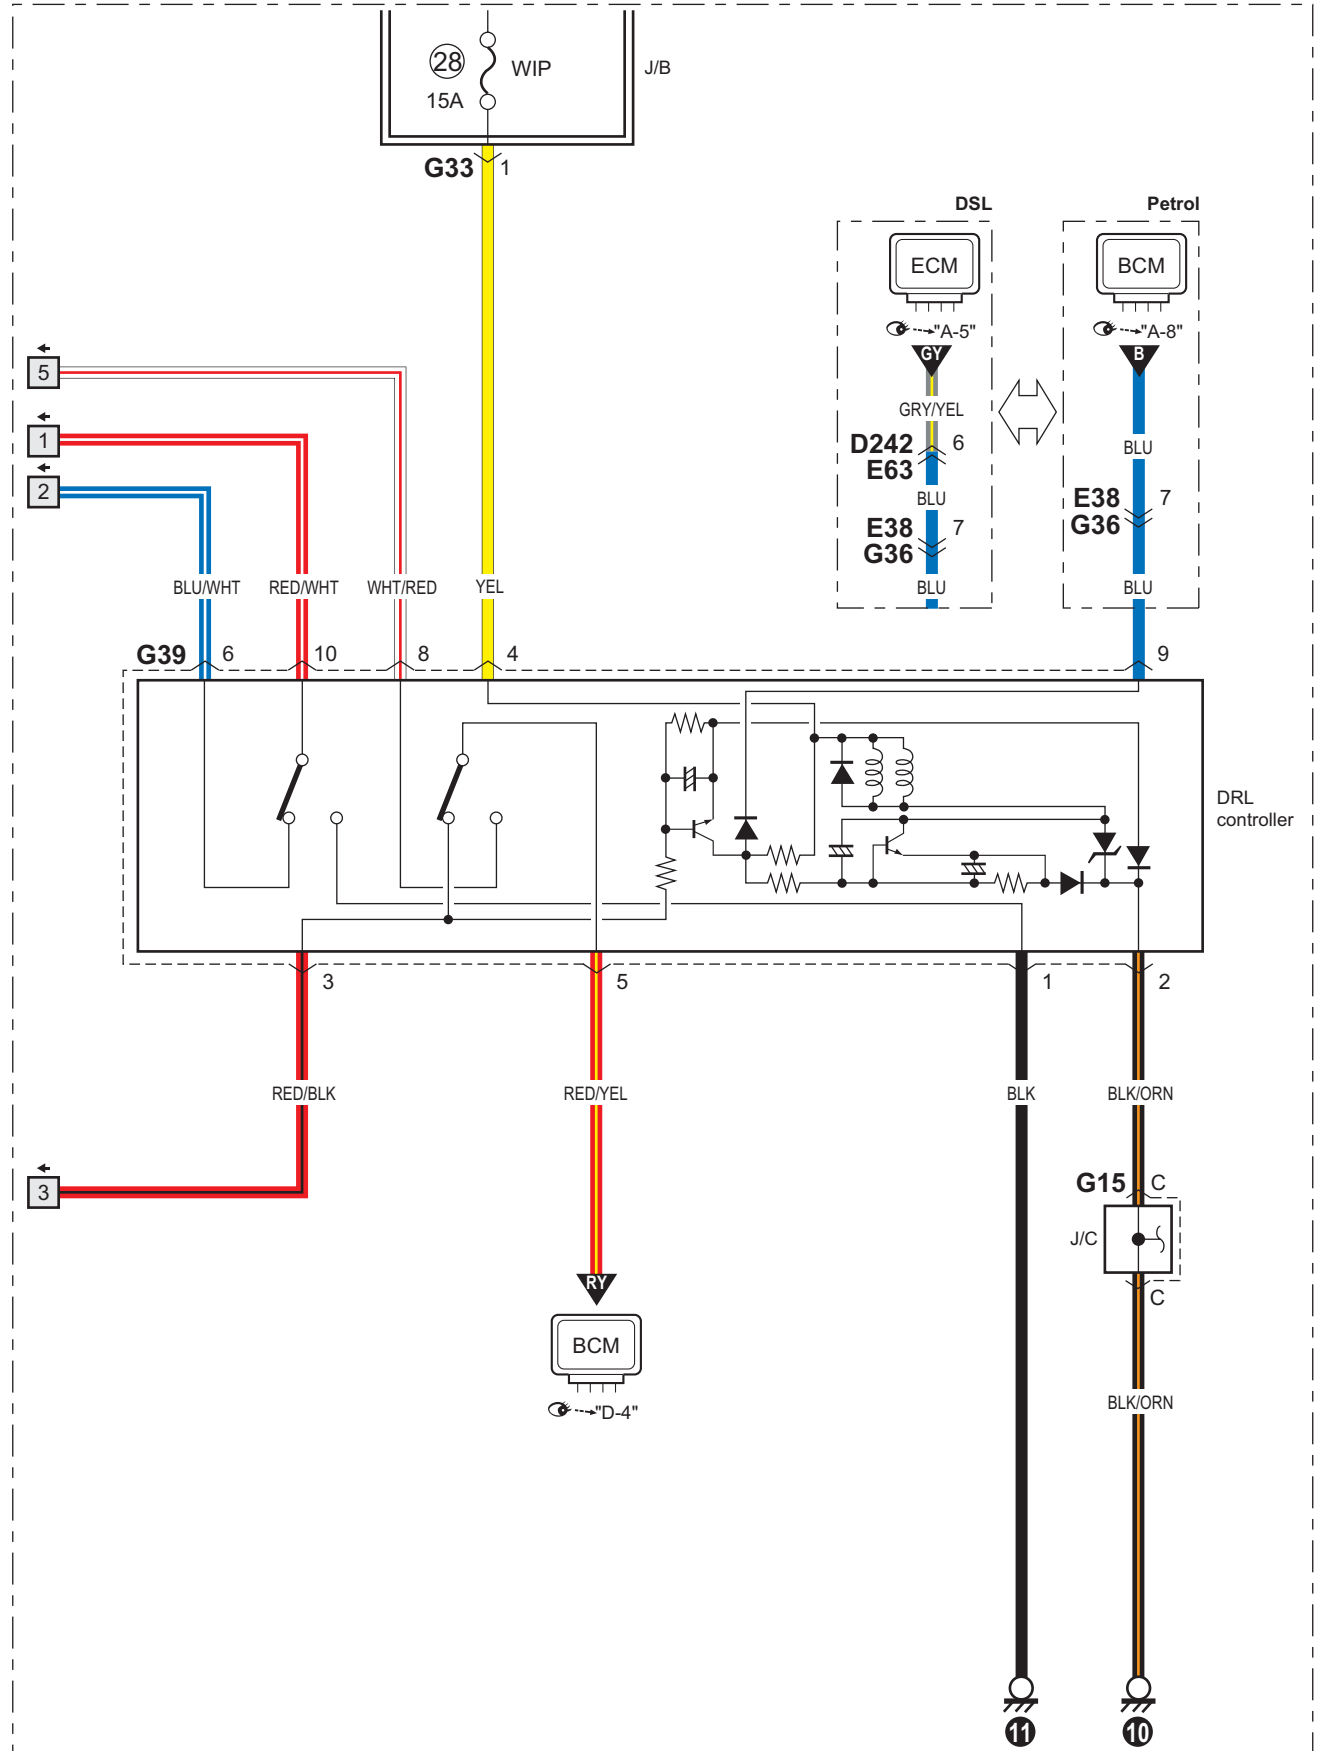 28
WIP
J/B
15A
G33 1
DSL
Petrol
ECM
BCM
"A-5"
"A-8"
GY
B
5
GRY/YEL
1
D242 6
E63
BLU
2
BLU
E38 7
G36
E38 7
G36
BLU/WHT RED/WHT WHT/RED YEL
BLU
BLU
G39 6 10 8 4 9
DRL
controller
3 5 1 2
RED/BLK RED/YEL BLK BLK/ORN
3
G15 C
J/C
C
RY
BCM
"D-4"
BLK/ORN
11 10